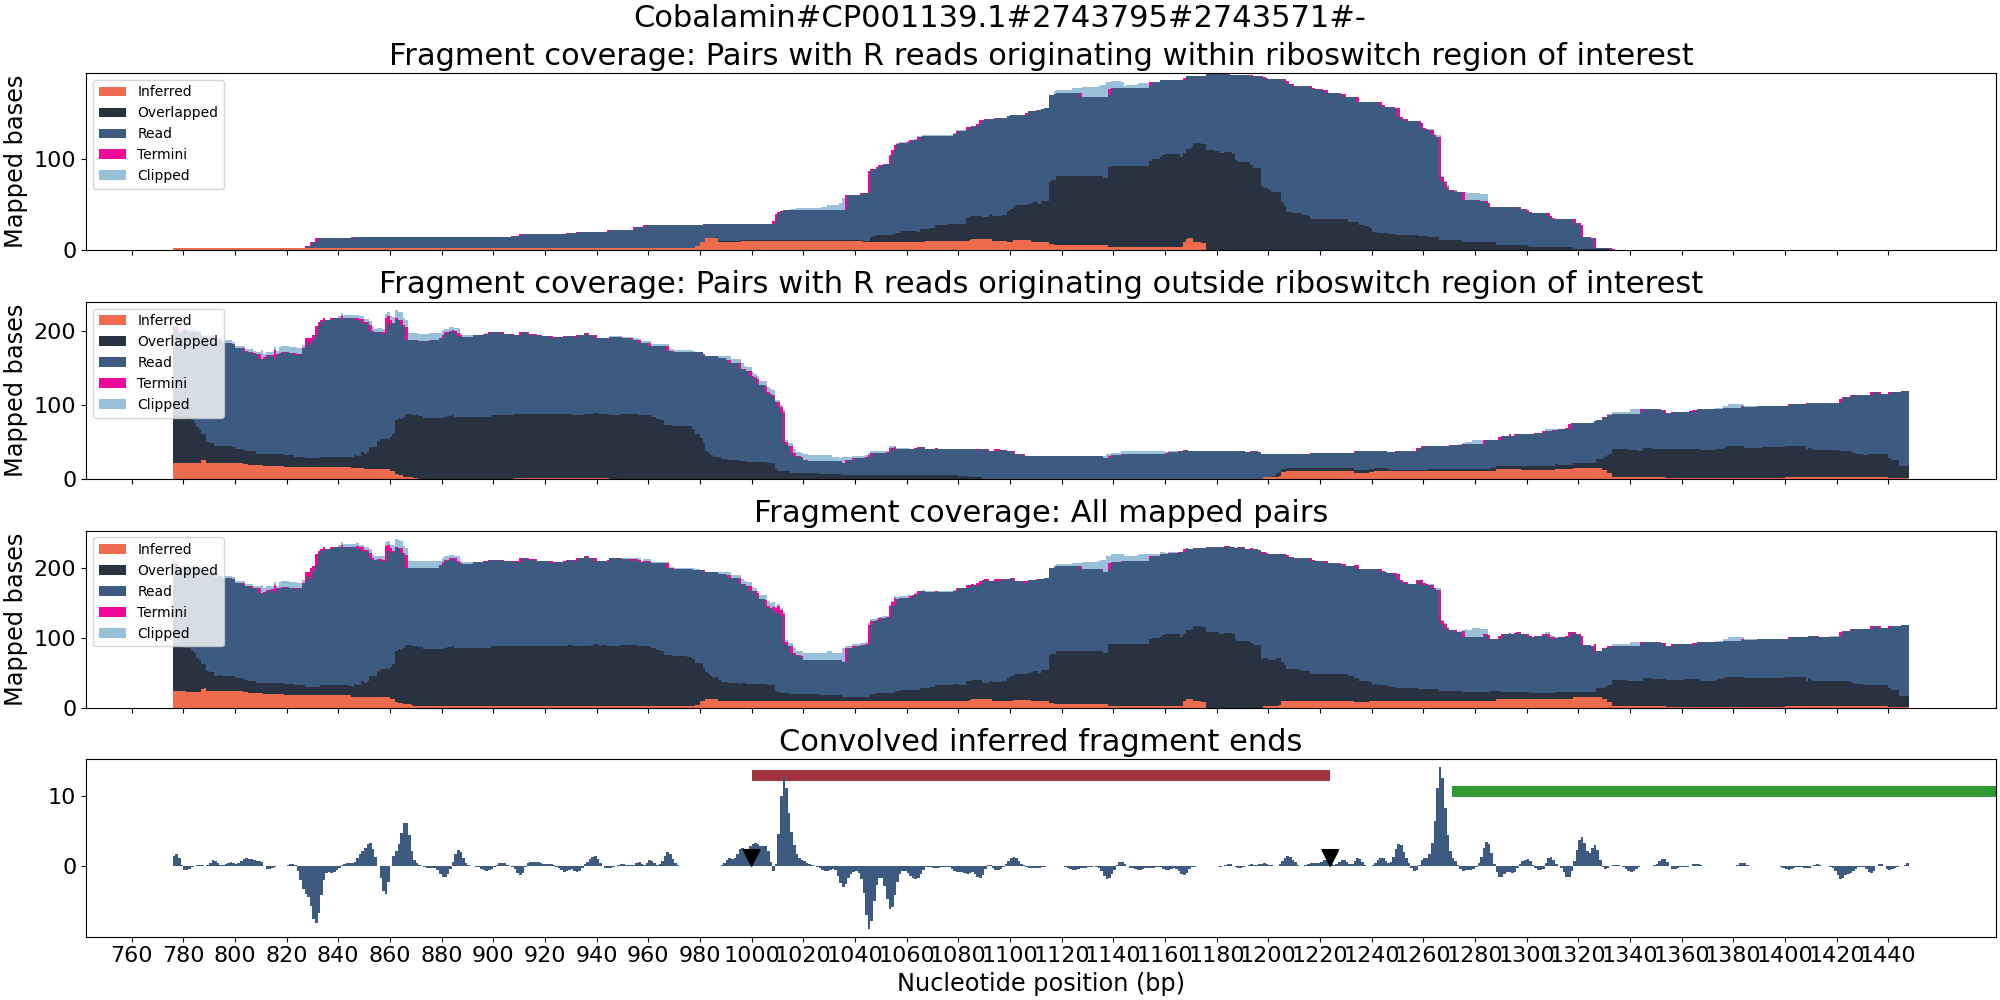 Cobalamin#CP001139.1#2743795#2743571#-
Fragment coverage: Pairs with R reads originating within riboswitch region of interest
Mapped bases
100
0
Inferred
Overlapped
Read
Termini
Clipped
Fragment coverage: Pairs with R reads originating outside riboswitch region of interest
Mapped bases
200
100
0
Inferred
Overlapped
Read
Termini
Clipped
Fragment coverage: All mapped pairs
Mapped bases
200
100
0
Inferred
Overlapped
Read
Termini
Clipped
Convolved inferred fragment ends
10
0
760 780 800 820 840 860 880 900 920 940 960 980 1000 1020 1040 1060 1080 1100 1120 1140 1160 1180 1200 1220 1240 1260 1280 1300 1320 1340 1360 1380 1400 1420 1440
Nucleotide position (bp)